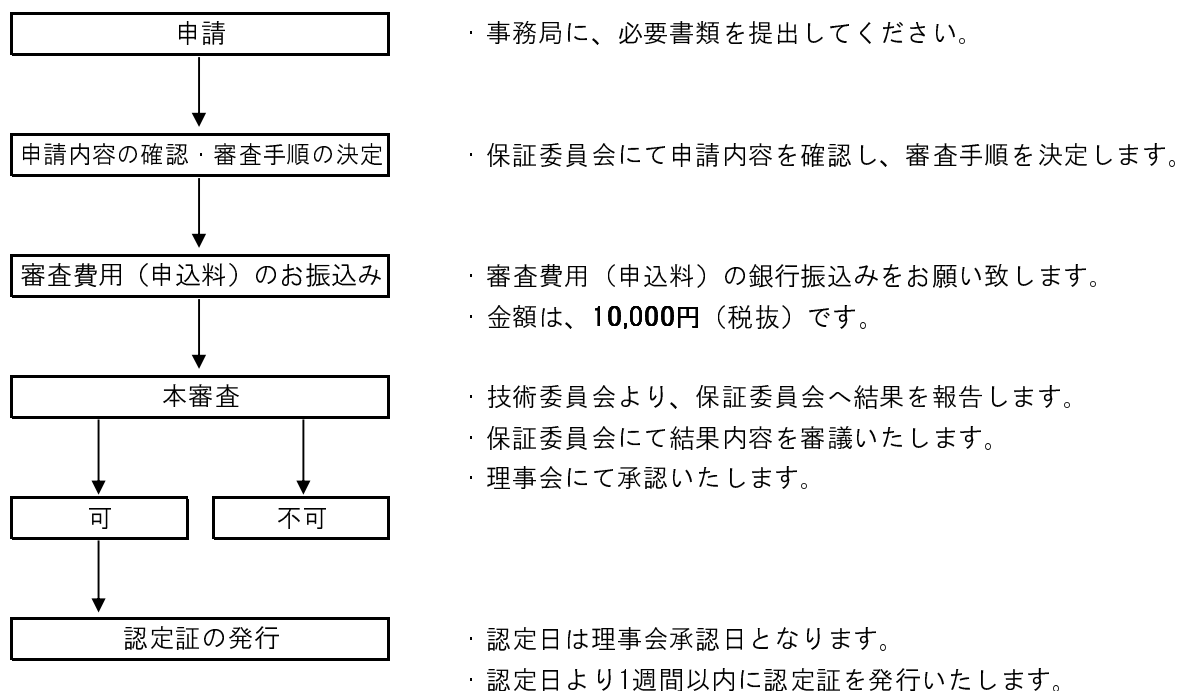 申請
・事務局に、必要書類を提出してください。
申請内容の確認・審査手順の決定
・保証委員会にて申請内容を確認し、審査手順を決定します。
審査費用（申込料）のお振込み
・審査費用（申込料）の銀行振込みをお願い致します。
・金額は、10,000円（税抜）です。
本審査
・技術委員会より、保証委員会へ結果を報告します。
・保証委員会にて結果内容を審議いたします。
・理事会にて承認いたします。
可
不可
認定証の発行
・認定日は理事会承認日となります。
・認定日より1週間以内に認定証を発行いたします。